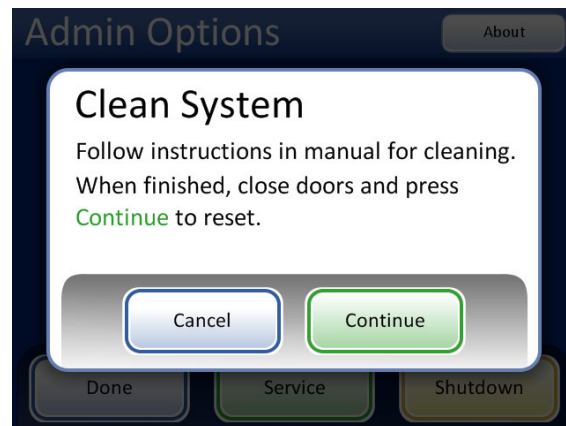 Admin Options
About
Clean System
Follow instructions in manual for cleaning.
When finished, close doors and press
Continue to reset.
Cancel
Continue
Done
Service
Shutdown